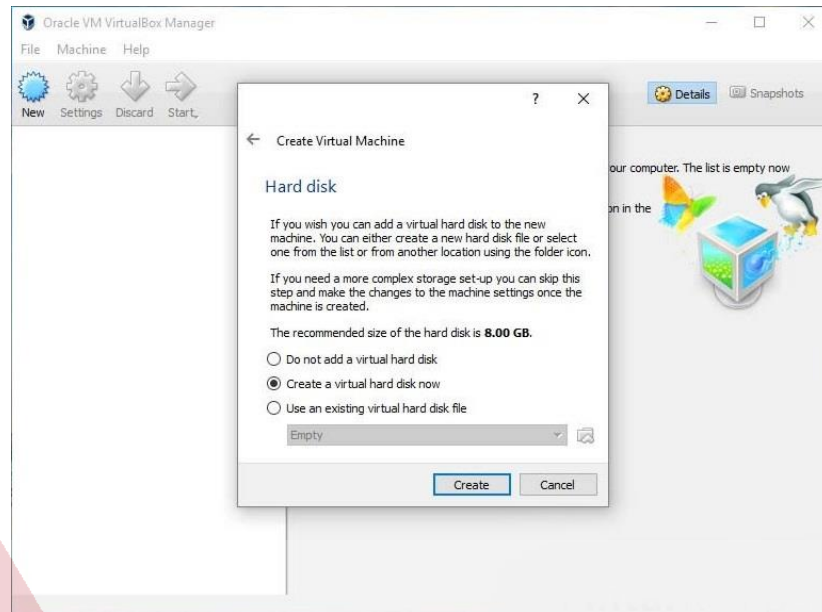 Oracle VM VirtualBox Manager
File Machine Help
New Settings Discard Start
Details Snapshots
? ×
Create Virtual Machine
our computer. The list is empty now
on in the
Hard disk
If you wish you can add a virtual hard disk to the new
machine. You can either create a new hard disk file or select
one from the list or from another location using the folder icon.
If you need a more complex storage set-up you can skip this
step and make the changes to the machine settings once the
machine is created.
The recommended size of the hard disk is 8.00 GB.
Do not add a virtual hard disk
Create a virtual hard disk now
Use an existing virtual hard disk file
Empty
Create Cancel